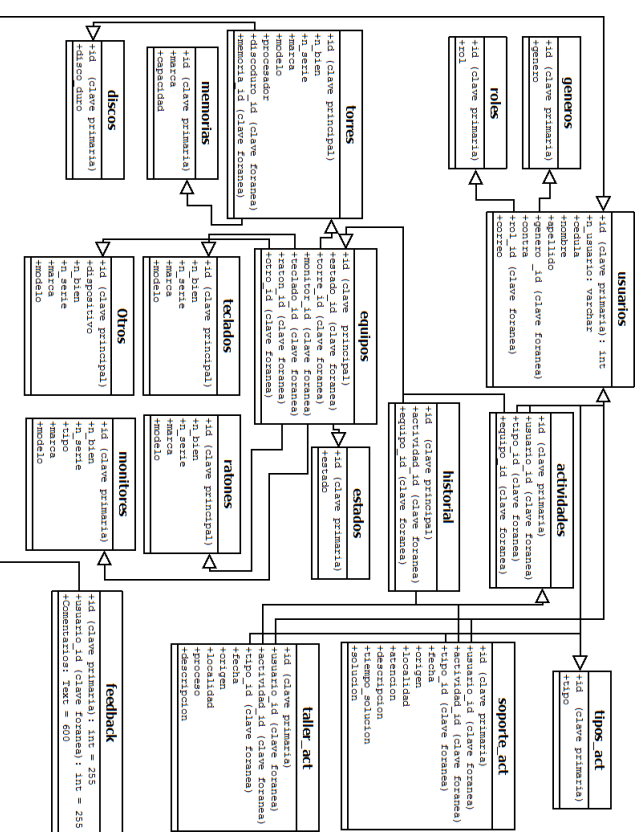 usuarios
+id (clave primaria): int
+n_usuario: varchar
+cedula
+nombre
+apellido
+genero _id (clave foranea)
+contra
+rol_id (clave foranea)
+correo
generos
+id (clave primaria)
+genero
roles
+id (clave primaria)
+rol
torres
+id (clave principal)
+n_bien
+n_serie
+marca
+modelo
+procesador
+discoduro_id (clave foranea)
+memoria_id (clave foranea)
memorias
+id (clave primaria)
+marca
+capacidad
discos
+id (clave primaria)
+disco_duro
equipos
+id (clave principal)
+estado_id (clave foranea)
+torre_id (clave foranea)
+monitor_id (clave foranea)
+teclado_id (clave foranea)
+raton_id (clave foranea)
+otro_id (clave foranea)
teclados
+id (clave principal)
+n_bien
+n_serie
+marca
+modelo
Otros
+id (clave principal)
+dispositivo
+n_bien
+n_serie
+marca
+modelo
actividades
+id (clave primaria)
+usuario_id (clave foranea)
+tipo_id (clave foranea)
+equipo_id (clave foranea)
historial
+id (clave principal)
+actividad_id (clave foranea)
+equipo_id (clave foranea)
estados
+id (clave primaria)
+estado
ratones
+id (clave principal)
+n_bien
+n_serie
+marca
+modelo
monitores
+id (clave primaria)
+n_bien
+n_serie
+tipo
+marca
+modelo
tipos_act
+id (clave primaria)
+tipo
soporte_act
+id (clave primaria)
+usuario_id (clave foranea)
+actividad_id (clave foranea)
+tipo_id (clave foranea)
+fecha
+origen
+localidad
+atencion
+descripcion
+tiempo_solucion
+solucion
taller_act
+id (clave primaria)
+usuario_id (clave foranea)
+actividad_id (clave foranea)
+tipo_id (clave foranea)
+fecha
+origen
+localidad
+proceso
+descripcion
feedback
+id (clave primaria): int = 255
+usuario_id (clave foranea): int = 255
+Comentarios: Text = 600